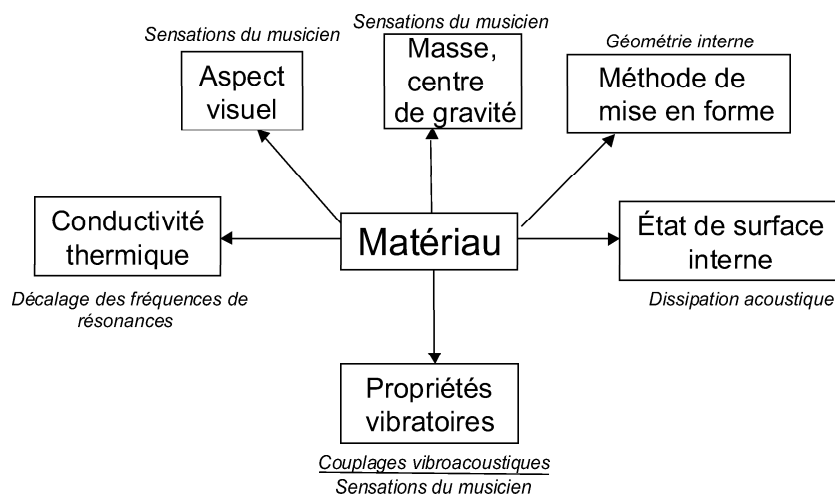 Sensations du musicien
Aspect
visuel
Sensations du musicien
Masse,
centre
de gravité
Géométrie interne
Méthode de
mise en forme
Conductivité
thermique
Décalage des fréquences de
résonances
Matériau
État de surface
interne
Dissipation acoustique
Propriétés
vibratoires
Couplages vibroacoustiques
Sensations du musicien